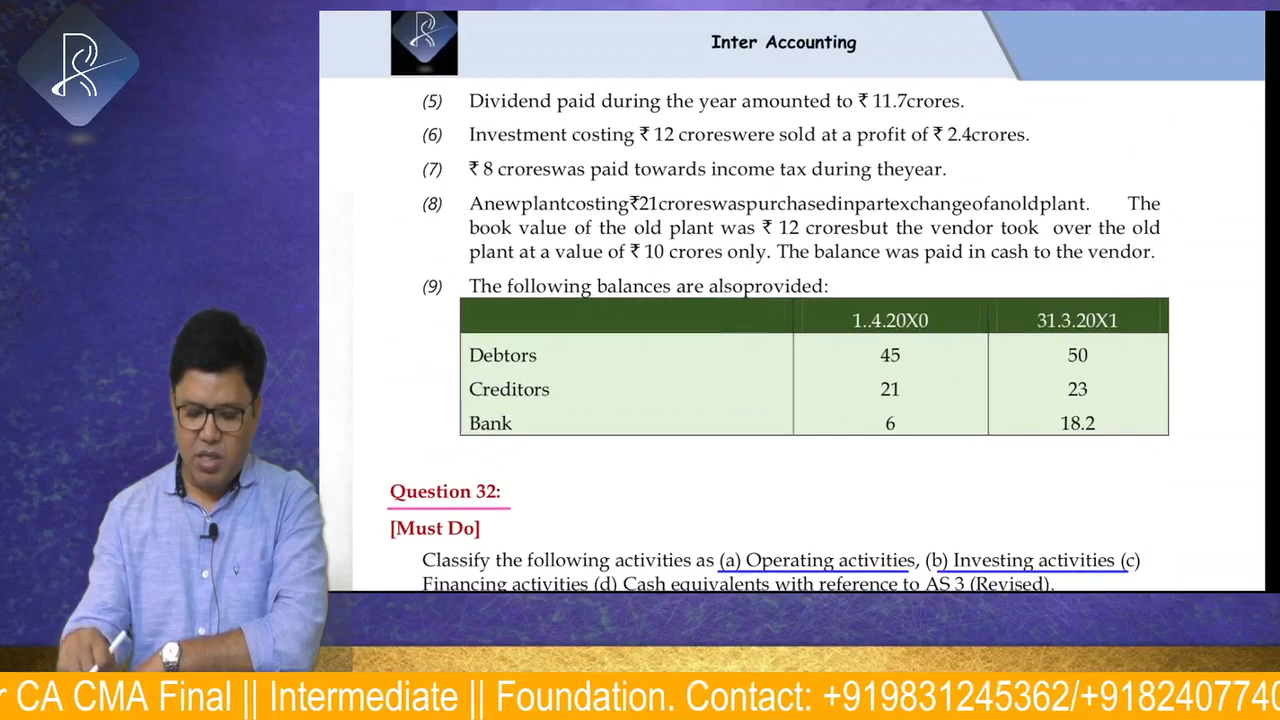 Inter Accounting
(5) Dividend paid during the year amounted to ₹ 11.7crores.
(6) Investment costing ₹ 12 croreswere sold at a profit of ₹ 2.4crores.
(7) ₹ 8 croreswas paid towards income tax during theyear.
(8) Anewplantcosting₹21croreswaspurchasedinpartexchangeofanoldplant. The
book value of the old plant was ₹ 12 croresbut the vendor took over the old
plant at a value of ₹ 10 crores only. The balance was paid in cash to the vendor.
(9) The following balances are alsoprovided:
1..4.20X0 31.3.20X1
Debtors 45 50
Creditors 21 23
Bank 6 18.2
Question 32:
[Must Do]
Classify the following activities as (a) Operating activities, (b) Investing activities (c)
Financing activities (d) Cash equivalents with reference to AS 3 (Revised).
r CA CMA Final || Intermediate || Foundation. Contact: +919831245362/+9182407740